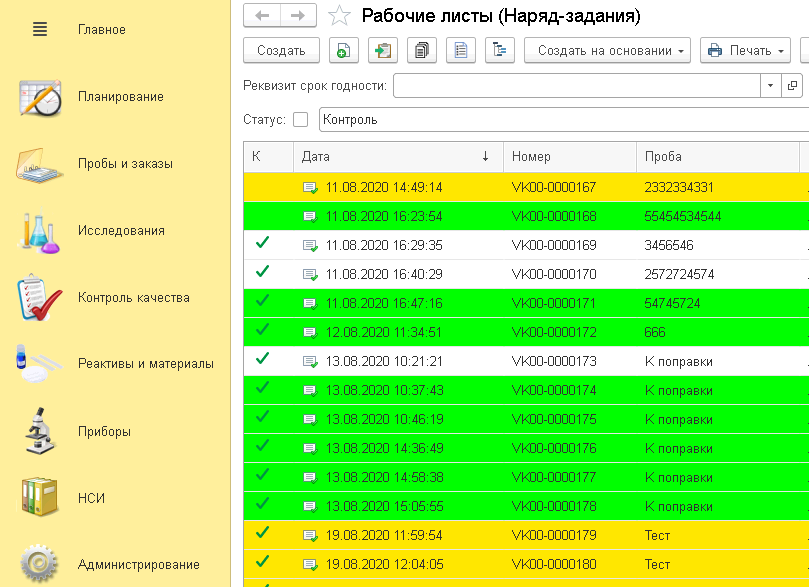 Главное
Планирование
Пробы и заказы
Исследования
Контроль качества
Реактивы и материалы
Приборы
НСИ
Администрирование
Рабочие листы (Наряд-задания)
Создать Создать на основании Печать
Реквизит срок годности:
Статус: Контроль
К Дата ↓ Номер Проба
11.08.2020 14:49:14 VK00-0000167 2332334331
11.08.2020 16:23:54 VK00-0000168 55454534544
11.08.2020 16:29:35 VK00-0000169 3456546
11.08.2020 16:40:29 VK00-0000170 2572724574
11.08.2020 16:47:16 VK00-0000171 54745724
12.08.2020 11:34:51 VK00-0000172 666
13.08.2020 10:21:21 VK00-0000173 К поправки
13.08.2020 10:37:43 VK00-0000174 К поправки
13.08.2020 10:46:19 VK00-0000175 К поправки
13.08.2020 14:36:49 VK00-0000176 К поправки
13.08.2020 14:58:38 VK00-0000177 К поправки
13.08.2020 15:05:55 VK00-0000178 К поправки
19.08.2020 11:59:54 VK00-0000179 Тест
19.08.2020 12:04:05 VK00-0000180 Тест